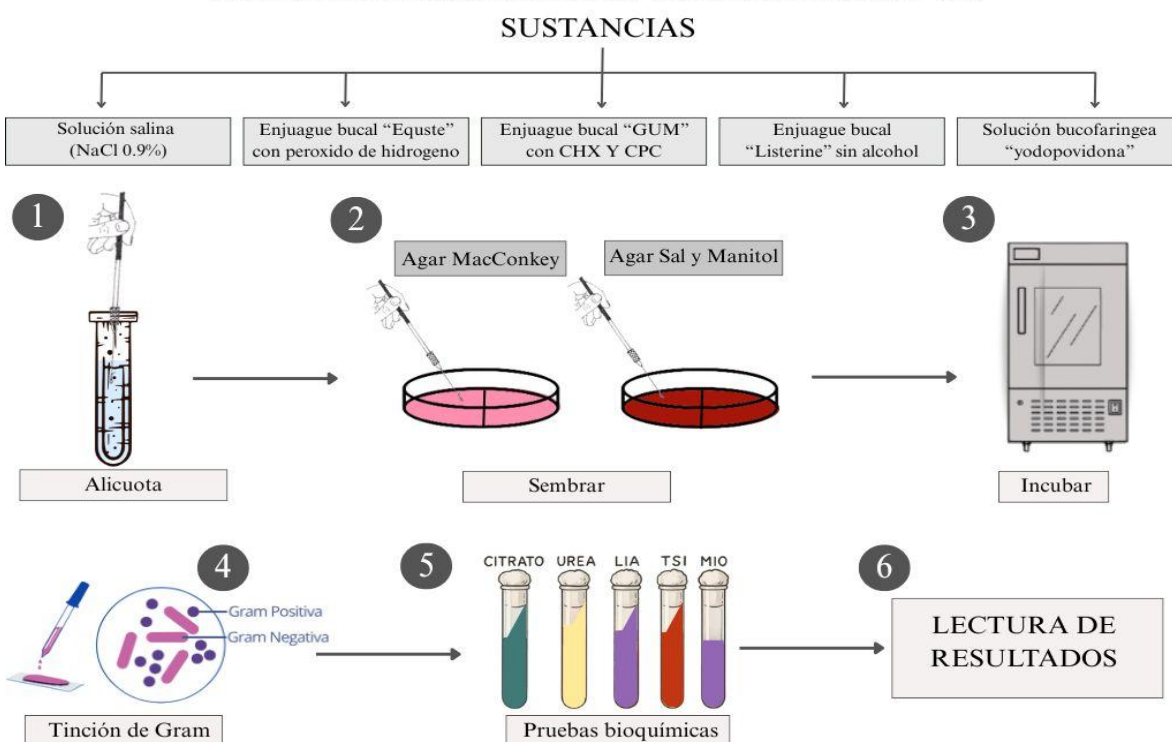 SUSTANCIAS
Solución salina
(NaCl 0.9%)
Enjuague bucal “Equste”
con peroxido de hidrogeno
Enjuague bucal “GUM”
con CHX Y CPC
Enjuague bucal
“Listerine” sin alcohol
Solución bucofaringea
“yodopovidona”
1
2
3
Agar MacConkey
Agar Sal y Manitol
Alicuota
Sembrar
Incubar
4
5
6
Gram Positiva
Gram Negativa
CITRATO UREA LIA TSI MIO
LECTURA DE
RESULTADOS
Tinción de Gram
Pruebas bioquímicas